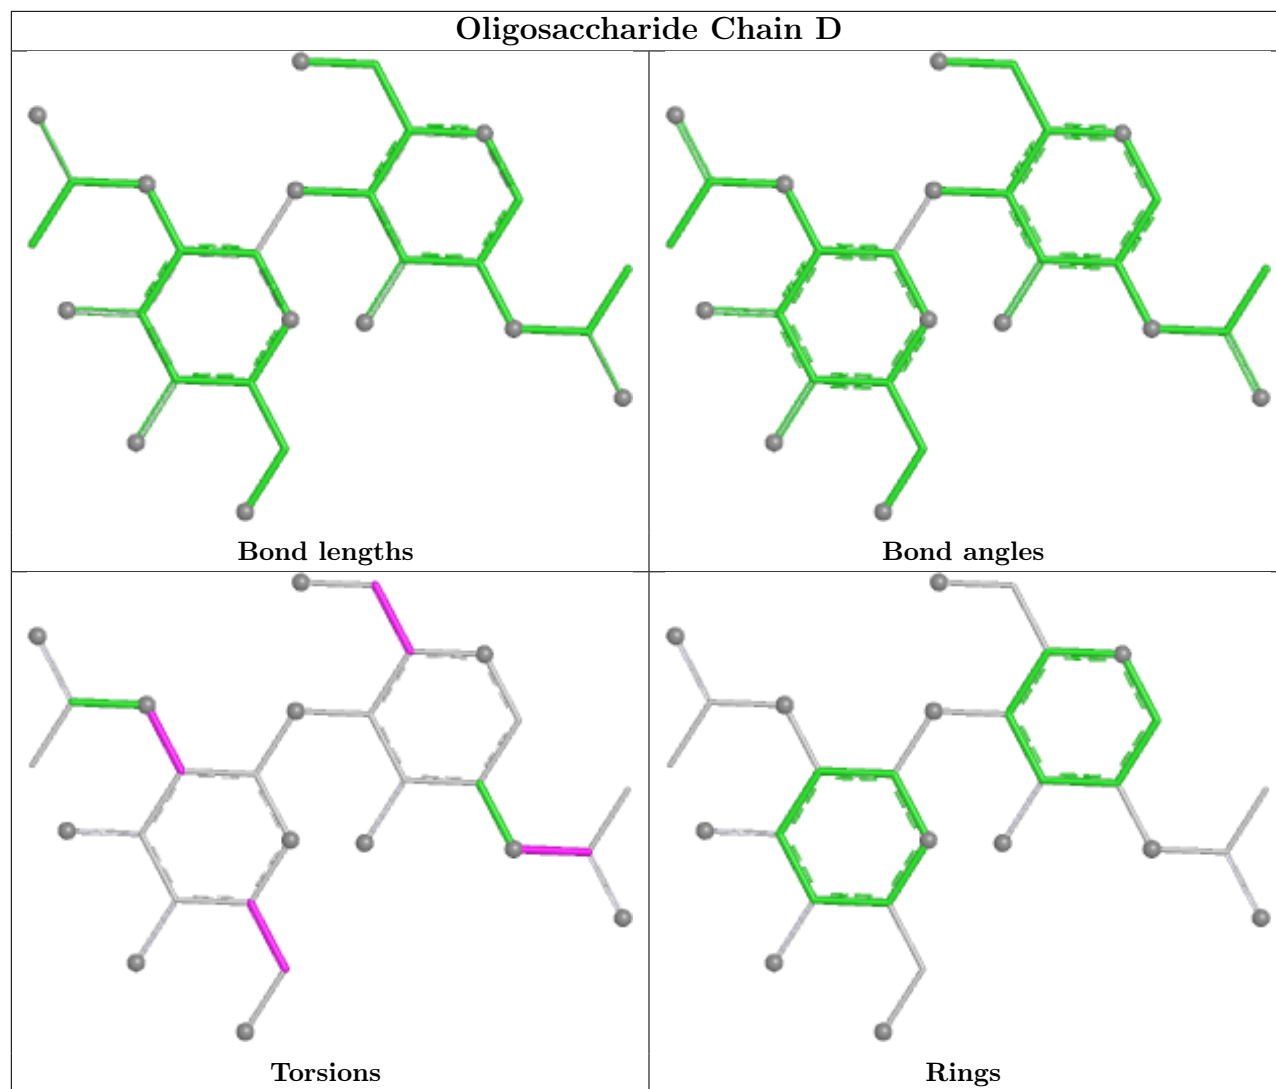 Oligosaccharide Chain D
Bond lengths
Bond angles
Torsions
Rings